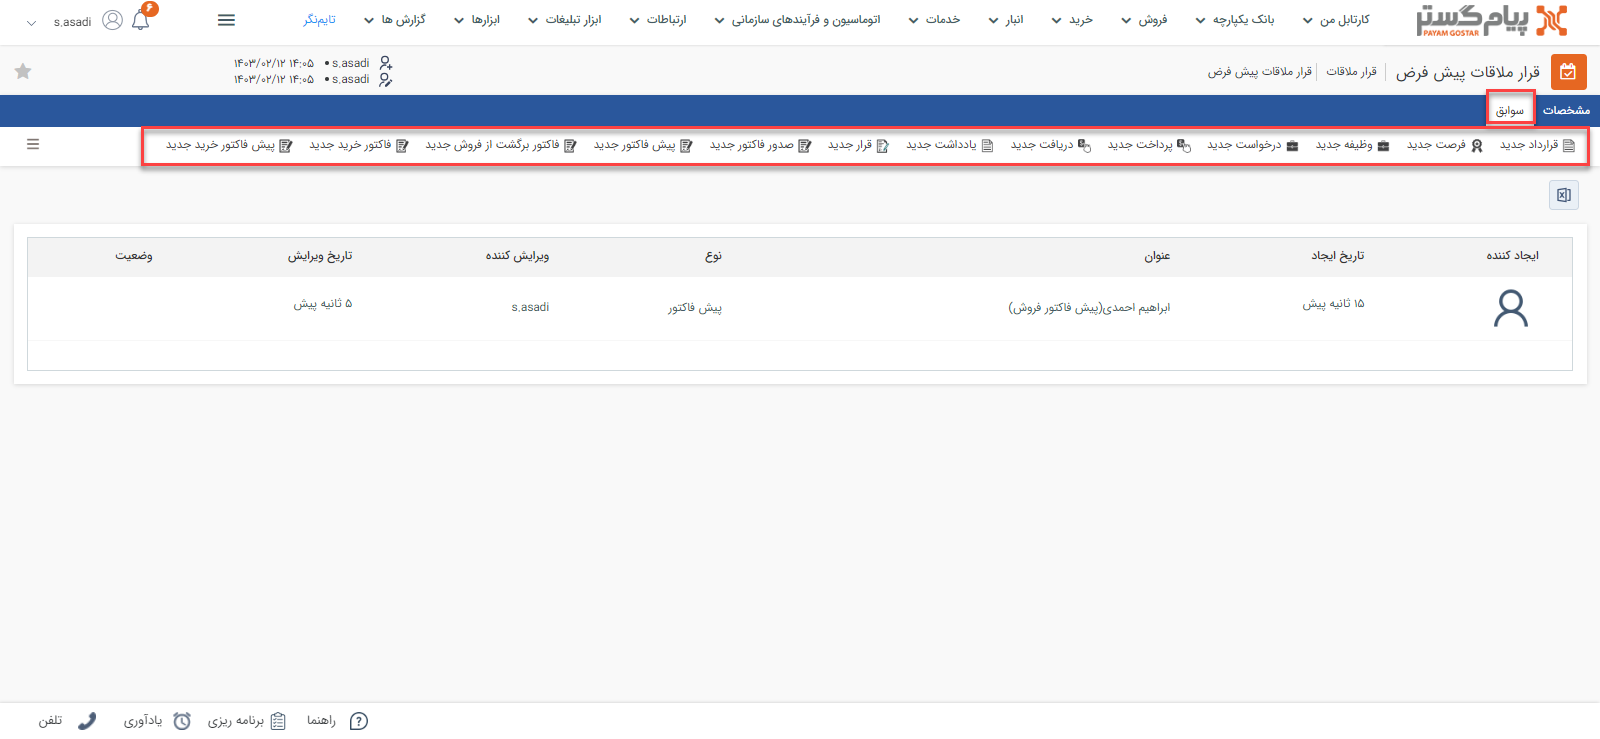 پیام گستر
PAYAM GOSTAR
کارتابل من
بانک یکپارچه
فروش
خرید
انبار
خدمات
اتوماسیون و فرآیندهای سازمانی
ارتباطات
ابزار تبلیغات
ابزارها
گزارش ها
تایم‌نگر
۶
s.asadi
قرار ملاقات پیش فرض
قرار ملاقات
قرار ملاقات پیش فرض
s.asadi • ۱۴۰۳/۰۲/۱۲ ۱۴:۰۵
s.asadi • ۱۴۰۳/۰۲/۱۲ ۱۴:۰۵
مشخصات
سوابق
قرارداد جدید
فرصت جدید
وظیفه جدید
درخواست جدید
پرداخت جدید
دریافت جدید
یادداشت جدید
قرار جدید
صدور فاکتور جدید
پیش فاکتور جدید
فاکتور برگشت از فروش جدید
فاکتور خرید جدید
پیش فاکتور خرید جدید
ایجاد کننده
تاریخ ایجاد
عنوان
نوع
ویرایش کننده
تاریخ ویرایش
وضعیت
۱۵ ثانیه پیش
ابراهیم احمدی(پیش فاکتور فروش)
پیش فاکتور
s.asadi
۵ ثانیه پیش
راهنما
برنامه ریزی
یادآوری
تلفن